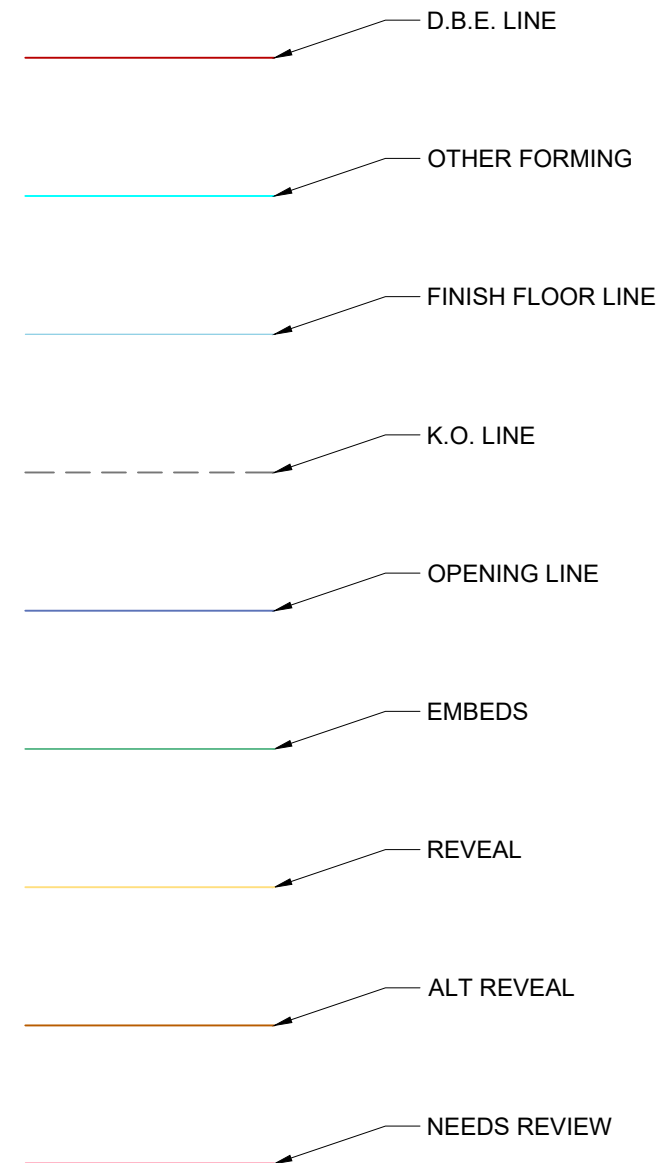 D.B.E. LINE
OTHER FORMING
FINISH FLOOR LINE
K.O. LINE
OPENING LINE
EMBEDS
REVEAL
ALT REVEAL
NEEDS REVIEW